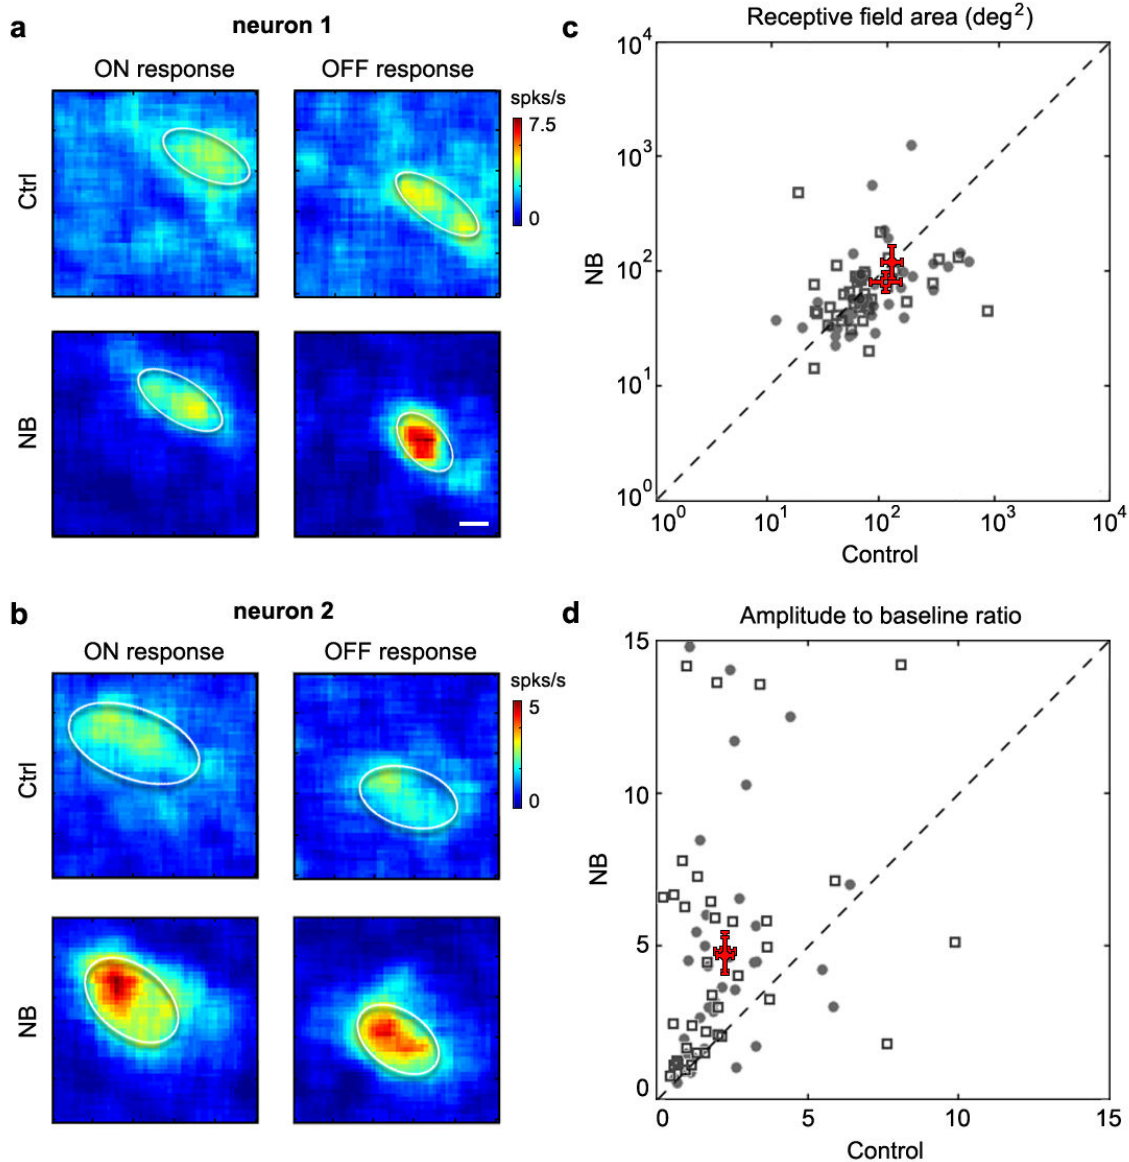 a
neuron 1
ON response
OFF response
spks/s
7.5
0
Ctrl
NB
b
neuron 2
ON response
OFF response
spks/s
5
0
Ctrl
NB
c
Receptive field area (deg²)
10⁴
10³
10²
10¹
10⁰
NB
10⁰ 10¹ 10² 10³ 10⁴
Control
d
Amplitude to baseline ratio
15
10
5
0
NB
0 5 10 15
Control